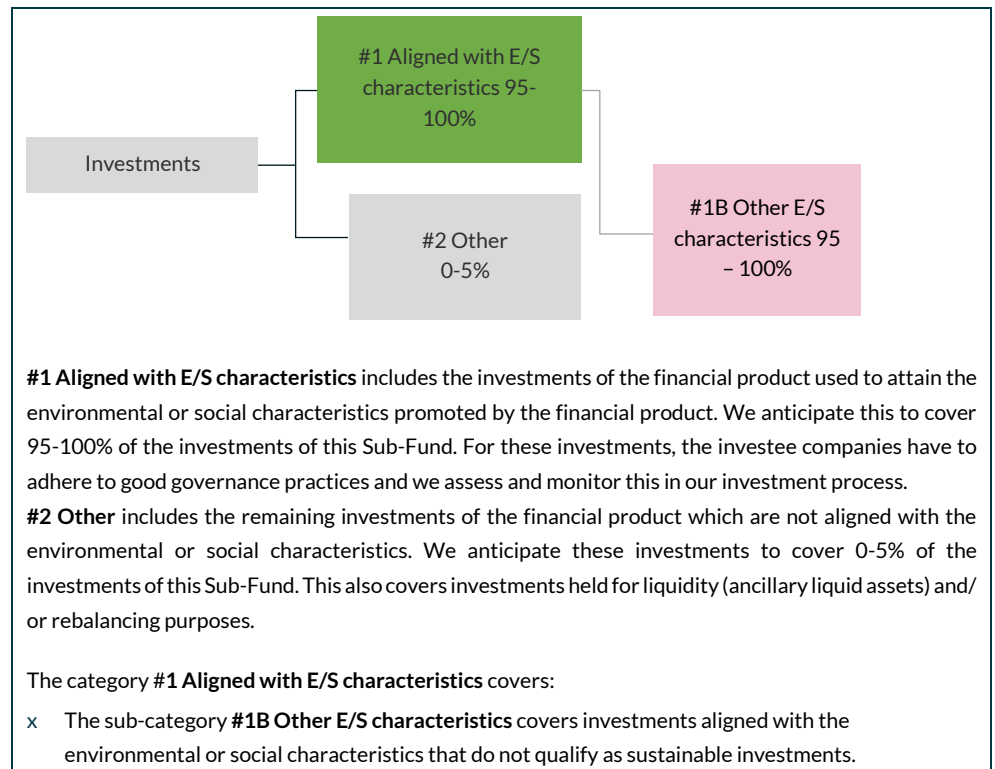 #1 Aligned with E/S
characteristics 95-
100%
Investments
#2 Other
0-5%
#1B Other E/S
characteristics 95
– 100%
#1 Aligned with E/S characteristics includes the investments of the financial product used to attain the
environmental or social characteristics promoted by the financial product. We anticipate this to cover
95-100% of the investments of this Sub-Fund. For these investments, the investee companies have to
adhere to good governance practices and we assess and monitor this in our investment process.
#2 Other includes the remaining investments of the financial product which are not aligned with the
environmental or social characteristics. We anticipate these investments to cover 0-5% of the
investments of this Sub-Fund. This also covers investments held for liquidity (ancillary liquid assets) and/
or rebalancing purposes.
The category #1 Aligned with E/S characteristics covers:
x The sub-category #1B Other E/S characteristics covers investments aligned with the
environmental or social characteristics that do not qualify as sustainable investments.